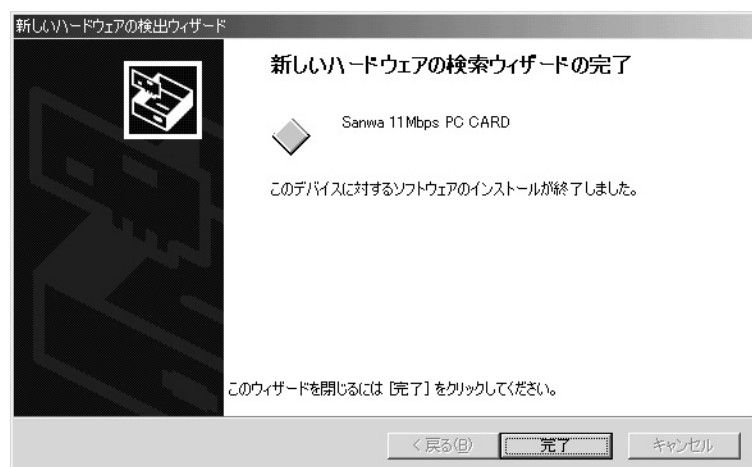 新しいハードウェアの検出ウィザード
新しいハードウェアの検索ウィザードの完了
Sanwa 11Mbps PC CARD
このデバイスに対するソフトウェアのインストールが終了しました。
このウィザードを閉じるには [完了] をクリックしてください。
< 戻る(B) 完了 キャンセル